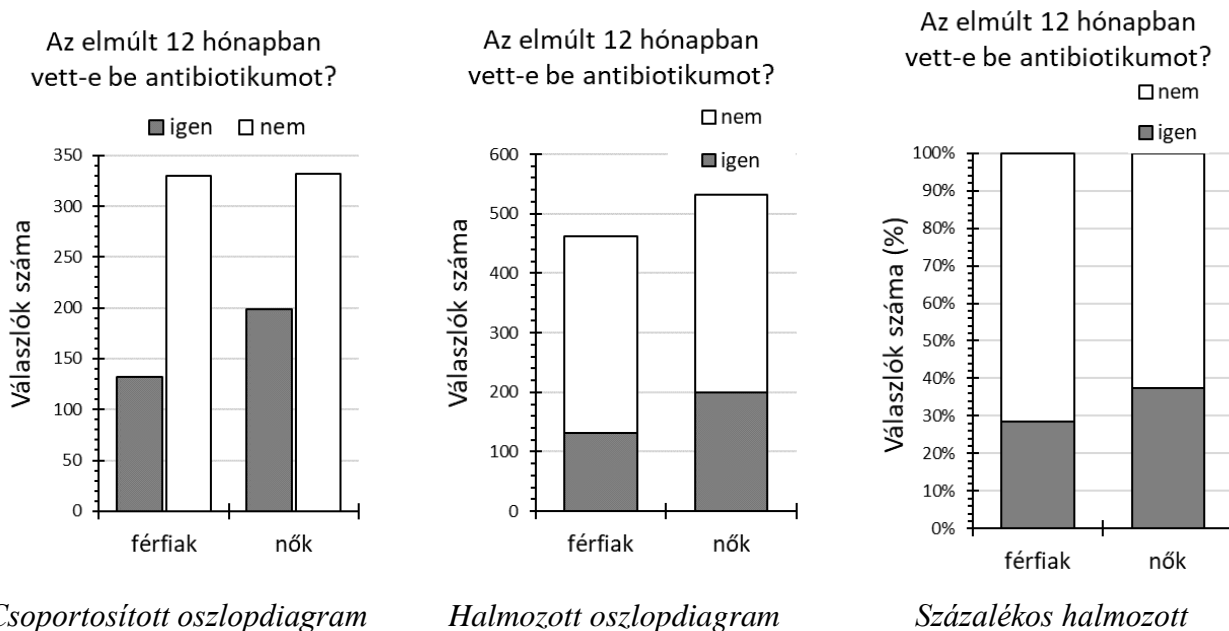 Az elmúlt 12 hónapban
vett-e be antibiotikumot?
igen nem
350
300
250
200
150
100
50
0
Válaszlók száma
férfiak nők
Csoportosított oszlopdiagram
Az elmúlt 12 hónapban
vett-e be antibiotikumot?
nem
igen
600
500
400
300
200
100
0
Válaszlók száma
férfiak nők
Halmozott oszlopdiagram
Az elmúlt 12 hónapban
vett-e be antibiotikumot?
nem
igen
100%
90%
80%
70%
60%
50%
40%
30%
20%
10%
0%
Válaszlók száma (%)
férfiak nők
Százalékos halmozott